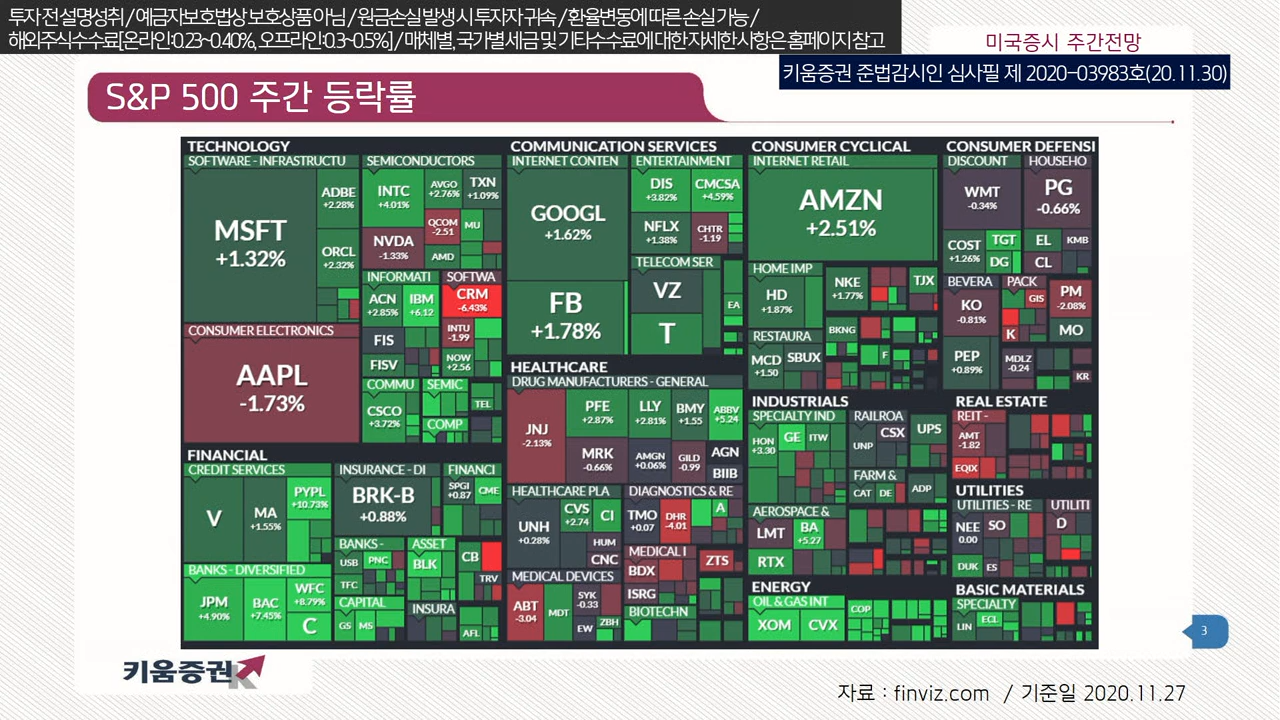 투자 전 설명성취 / 예금자보호법상 보호상품 아님 / 원금손실 발생 시 투자자 귀속 / 환율변동에 따른 손실 가능 /
해외주식수수료[온라인:0.23~0.40%, 오프라인:0.3~0.5%] / 매체별, 국가별 세금 및 기타수수료에 대한 자세한 사항은 홈페이지 참고
미국증시 주간전망
키움증권 준법감시인 심사필 제 2020-03983호(20.11.30)
S&P 500 주간 등락률
TECHNOLOGY
SOFTWARE - INFRASTRUCTU
MSFT
+1.32%
ADBE
+2.28%
ORCL
+2.32%
SEMICONDUCTORS
INTC
+4.01%
AVGO
+2.76%
TXN
+1.09%
QCOM
-2.51
MU
NVDA
-1.33%
AMD
INFORMATI
ACN
+2.85%
IBM
+6.12
FIS
FISV
SOFTWA
CRM
-6.43%
INTU
-1.99
NOW
+2.56
CONSUMER ELECTRONICS
AAPL
-1.73%
COMMU
CSCO
+3.72%
SEMIC
TEL
COMP
COMMUNICATION SERVICES
INTERNET CONTEN
GOOGL
+1.62%
FB
+1.78%
ENTERTAINMENT
DIS
+3.82%
CMCSA
+4.59%
NFLX
+1.38%
CHTR
-1.19
TELECOM SER
VZ
T
EA
CONSUMER CYCLICAL
INTERNET RETAIL
AMZN
+2.51%
HOME IMP
HD
+1.87%
NKE
+1.77%
TJX
BKNG
F
RESTAURA
MCD
+1.50
SBUX
CONSUMER DEFENSI
DISCOUNT
WMT
-0.34%
COST
+1.26%
TGT
DG
HOUSEHO
PG
-0.66%
EL
KMB
CL
BEVERA
KO
-0.81%
PEP
+0.89%
PACK
GIS
K
MDLZ
-0.24
PM
-2.08%
MO
KR
FINANCIAL
CREDIT SERVICES
V
MA
+1.55%
PYPL
+10.73%
INSURANCE - DI
BRK-B
+0.88%
FINANCI
SPGI
+0.87
CME
BANKS - DIVERSIFIED
JPM
+4.90%
BAC
+7.45%
WFC
+8.79%
C
BANKS -
USB
PNC
TFC
ASSET
BLK
CB
TRV
CAPITAL
GS
MS
INSURA
AFL
HEALTHCARE
DRUG MANUFACTURERS - GENERAL
JNJ
-2.13%
PFE
+2.87%
LLY
+2.81%
BMY
+1.55
ABBV
+5.24
MRK
-0.66%
AMGN
+0.06%
GILD
-0.99
AGN
BIIB
HEALTHCARE PLA
UNH
+0.28%
CVS
+2.74
CI
HUM
CNC
DIAGNOSTICS & RE
TMO
+0.07
DHR
-4.01
A
MEDICAL I
BDX
ISRG
ZTS
MEDICAL DEVICES
ABT
-3.04
MDT
SYK
-0.33
EW
ZBH
BIOTECHN
INDUSTRIALS
SPECIALTY IND
HON
+3.30
GE
ITW
RAILROA
UNP
CSX
UPS
FARM &
CAT
DE
ADP
AEROSPACE &
LMT
BA
+5.27
RTX
REAL ESTATE
REIT -
AMT
-1.82
EQIX
UTILITIES
UTILITIES - RE
NEE
0.00
SO
DUK
ES
UTILITI
D
ENERGY
OIL & GAS INT
XOM
CVX
COP
BASIC MATERIALS
SPECIALTY
LIN
ECL
3
키움증권
자료 : finviz.com / 기준일 2020.11.27